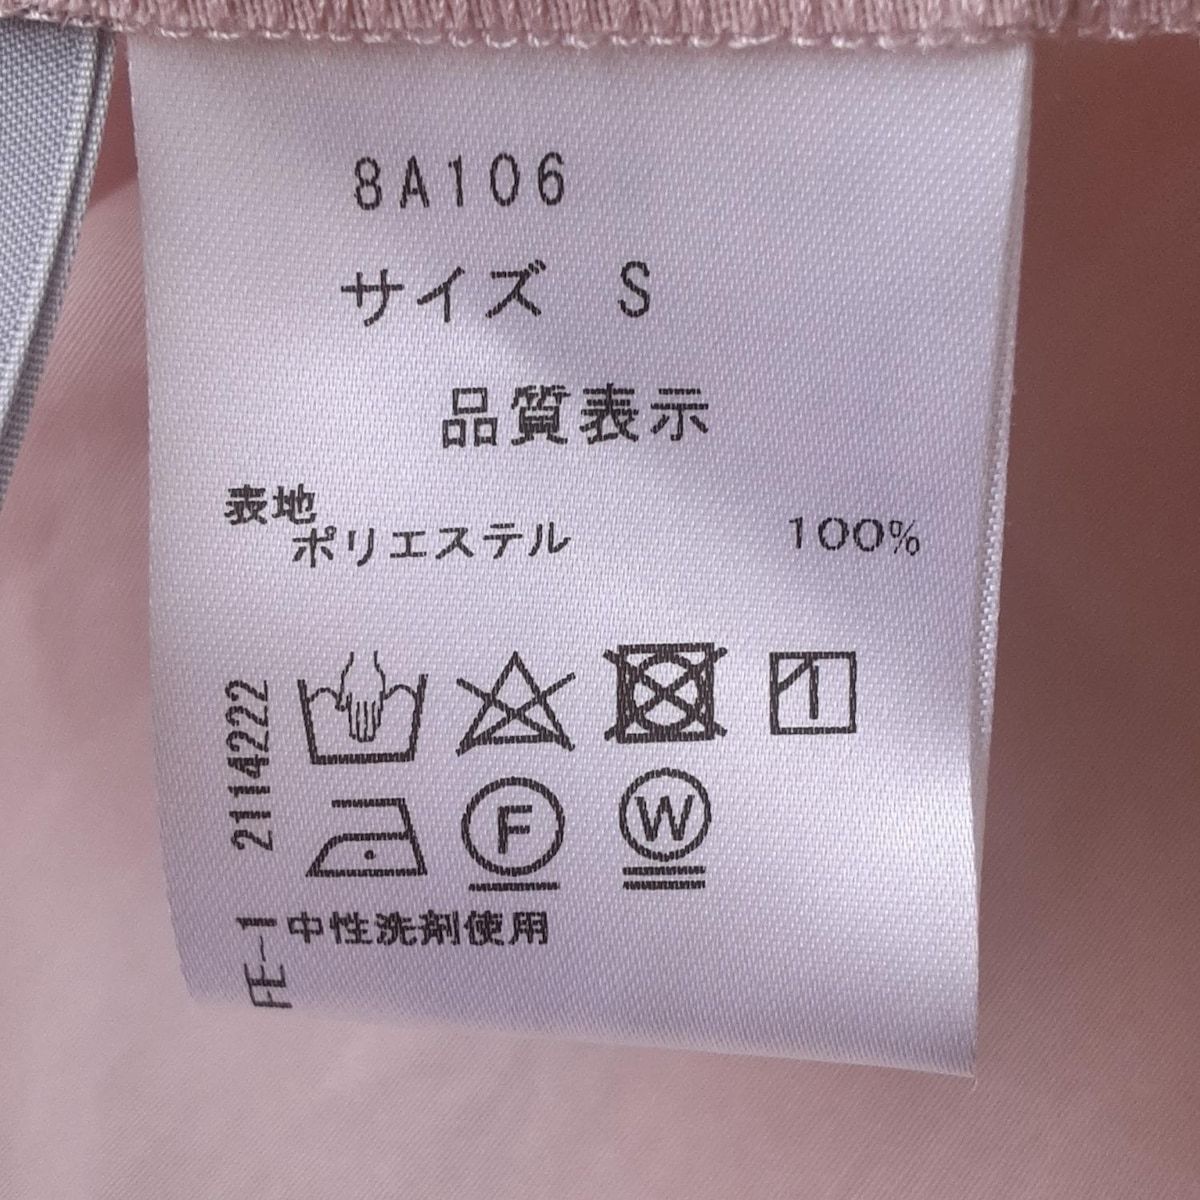 8A106
サイズ S
品質表示
表地
ポリエステル 100%
F
W
中性洗剤使用
FE-1 2114222